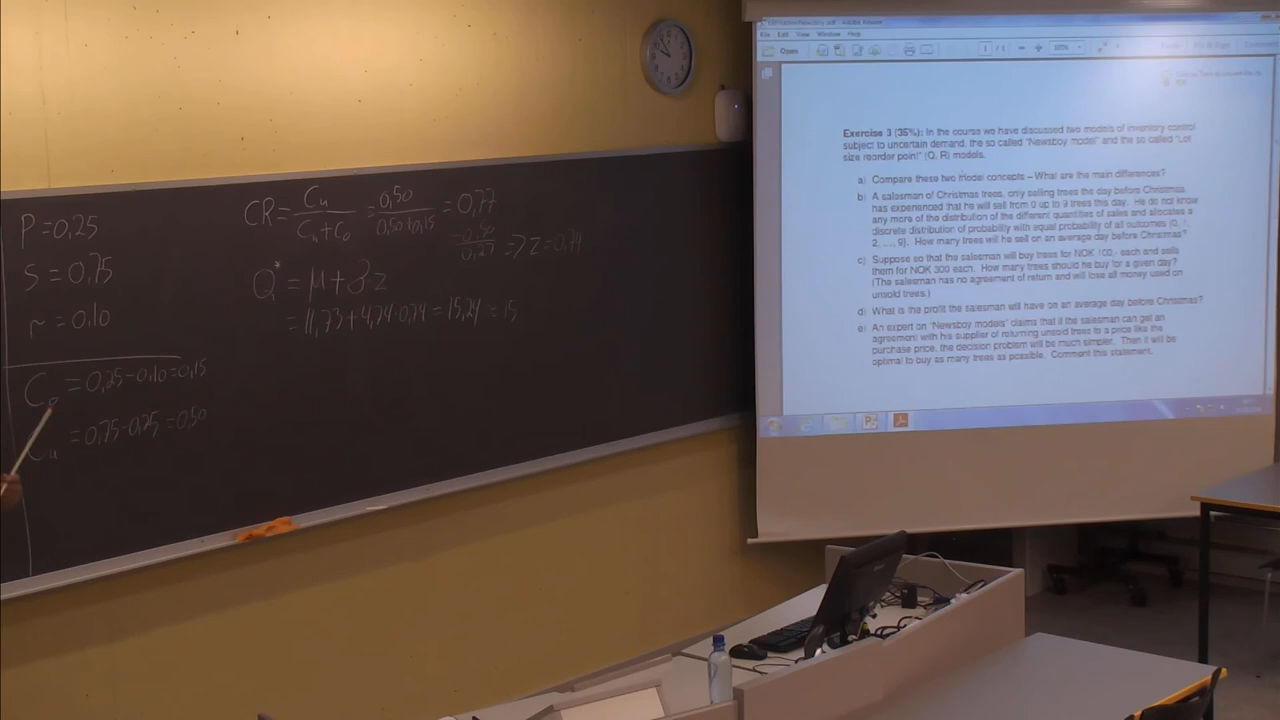 P = 0,25
S = 0,75
r = 0,10
C₀ = 0,25 - 0,10 = 0,15
Cᵤ = 0,75 - 0,25 = 0,50
CR = Cᵤ / (Cᵤ + C₀) = 0,50 / (0,50 + 0,15) = 0,77
=> z = 0,74
Q* = μ + σz
= 11,73 + 4,74 · 0,74 = 15,24 ≈ 15
File Edit View Window Help
Open
Exercise 3 (35%): In the course we have discussed two models of inventory control
subject to uncertain demand, the so called "Newsboy model" and the so called "Lot
size reorder point" (Q, R) models.
a) Compare these two model concepts – What are the main differences?
b) A salesman of Christmas trees, only selling trees the day before Christmas
has experienced that he will sell from 0 up to 9 trees this day. He do not know
any more of the distribution of the different quantities of sales and allocates a
discrete distribution of probability with equal probability of all outcomes (0, 1,
2, ..., 9). How many trees will he sell on an average day before Christmas?
c) Suppose so that the salesman will buy trees for NOK 100,- each and sells
them for NOK 300 each. How many trees should he buy for a given day?
(The salesman has no agreement of return and will lose all money used on
unsold trees.)
d) What is the profit the salesman will have on an average day before Christmas?
e) An expert on "Newsboy models" claims that if the salesman can get an
agreement with his supplier of returning unsold trees to a price like the
purchase price, the decision problem will be much simpler. Then it will be
optimal to buy as many trees as possible. Comment this statement.